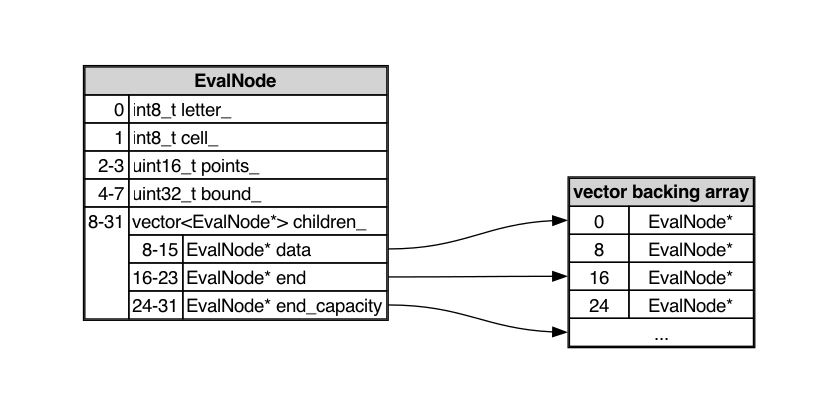 EvalNode
0 int8_t letter_
1 int8_t cell_
2-3 uint16_t points_
4-7 uint32_t bound_
8-31 vector<EvalNode*> children_
8-15 EvalNode* data
16-23 EvalNode* end
24-31 EvalNode* end_capacity
vector backing array
0 EvalNode*
8 EvalNode*
16 EvalNode*
24 EvalNode*
...